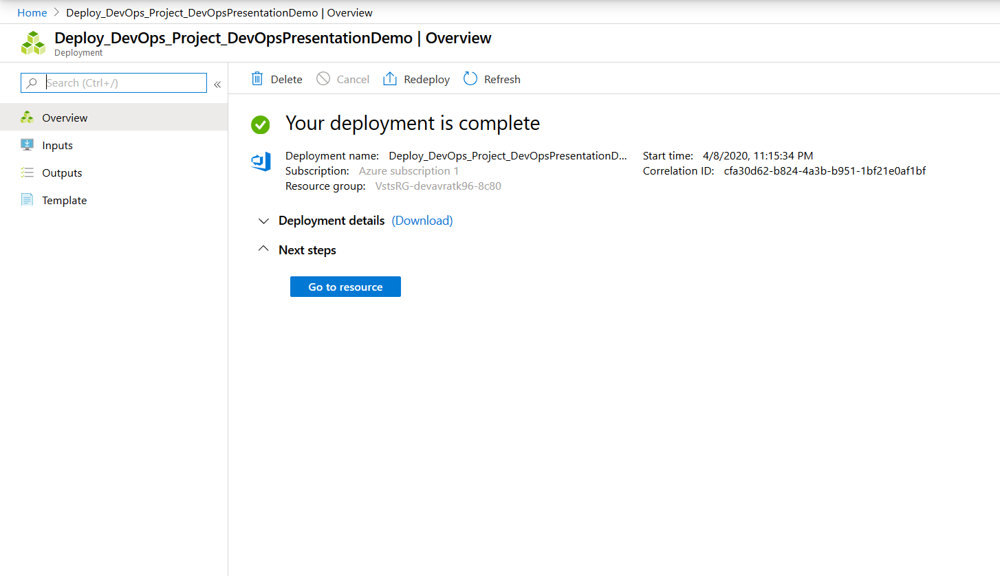 Home > Deploy_DevOps_Project_DevOpsPresentationDemo | Overview
Deploy_DevOps_Project_DevOpsPresentationDemo | Overview
Deployment
Search (Ctrl+/)
«
Overview
Inputs
Outputs
Template
Delete Cancel Redeploy Refresh
Your deployment is complete
Deployment name: Deploy_DevOps_Project_DevOpsPresentationD... Start time: 4/8/2020, 11:15:34 PM
Subscription: Azure subscription 1 Correlation ID: cfa30d62-b824-4a3b-b951-1bf21e0af1bf
Resource group: VstsRG-devavratk96-8c80
Deployment details (Download)
Next steps
Go to resource